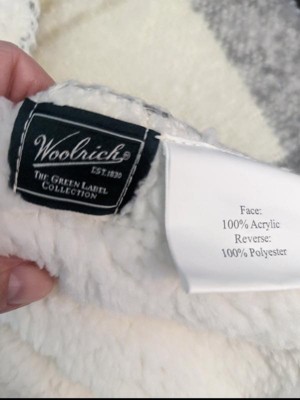 Woolrich®
EST. 1830
THE GREEN LABEL
COLLECTION
Face:
100% Acrylic
Reverse:
100% Polyester